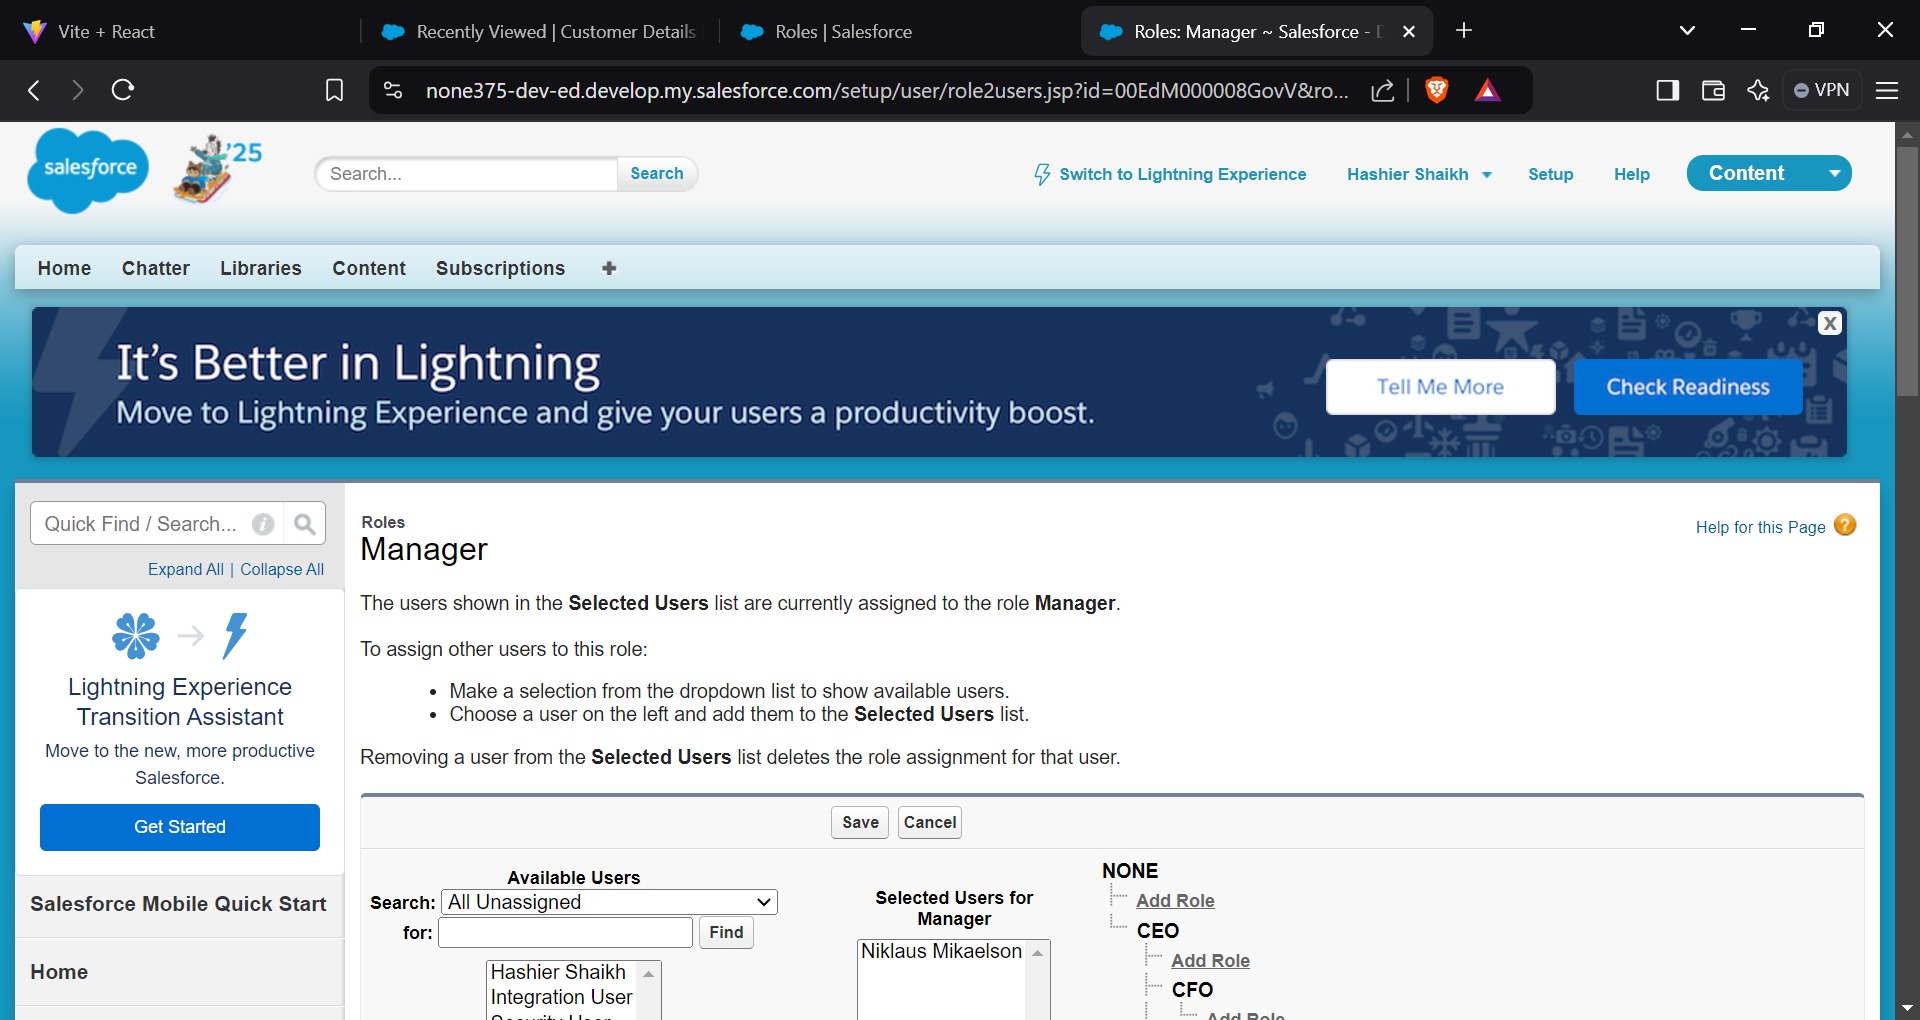 Vite + React
Recently Viewed | Customer Details
Roles | Salesforce
Roles: Manager ~ Salesforce - D
none375-dev-ed.develop.my.salesforce.com/setup/user/role2users.jsp?id=00EdM000008GovV&ro...
VPN
salesforce
'25
Search...
Search
Switch to Lightning Experience
Hashier Shaikh
Setup
Help
Content
Home
Chatter
Libraries
Content
Subscriptions
It's Better in Lightning
Move to Lightning Experience and give your users a productivity boost.
Tell Me More
Check Readiness
X
Quick Find / Search...
Expand All | Collapse All
Lightning Experience
Transition Assistant
Move to the new, more productive
Salesforce.
Get Started
Salesforce Mobile Quick Start
Home
Roles
Manager
Help for this Page
The users shown in the Selected Users list are currently assigned to the role Manager.
To assign other users to this role:
• Make a selection from the dropdown list to show available users.
• Choose a user on the left and add them to the Selected Users list.
Removing a user from the Selected Users list deletes the role assignment for that user.
Save
Cancel
Available Users
Search: All Unassigned
for:
Find
Hashier Shaikh
Integration User
Security User
Selected Users for
Manager
Niklaus Mikaelson
NONE
Add Role
CEO
Add Role
CFO
Add Role